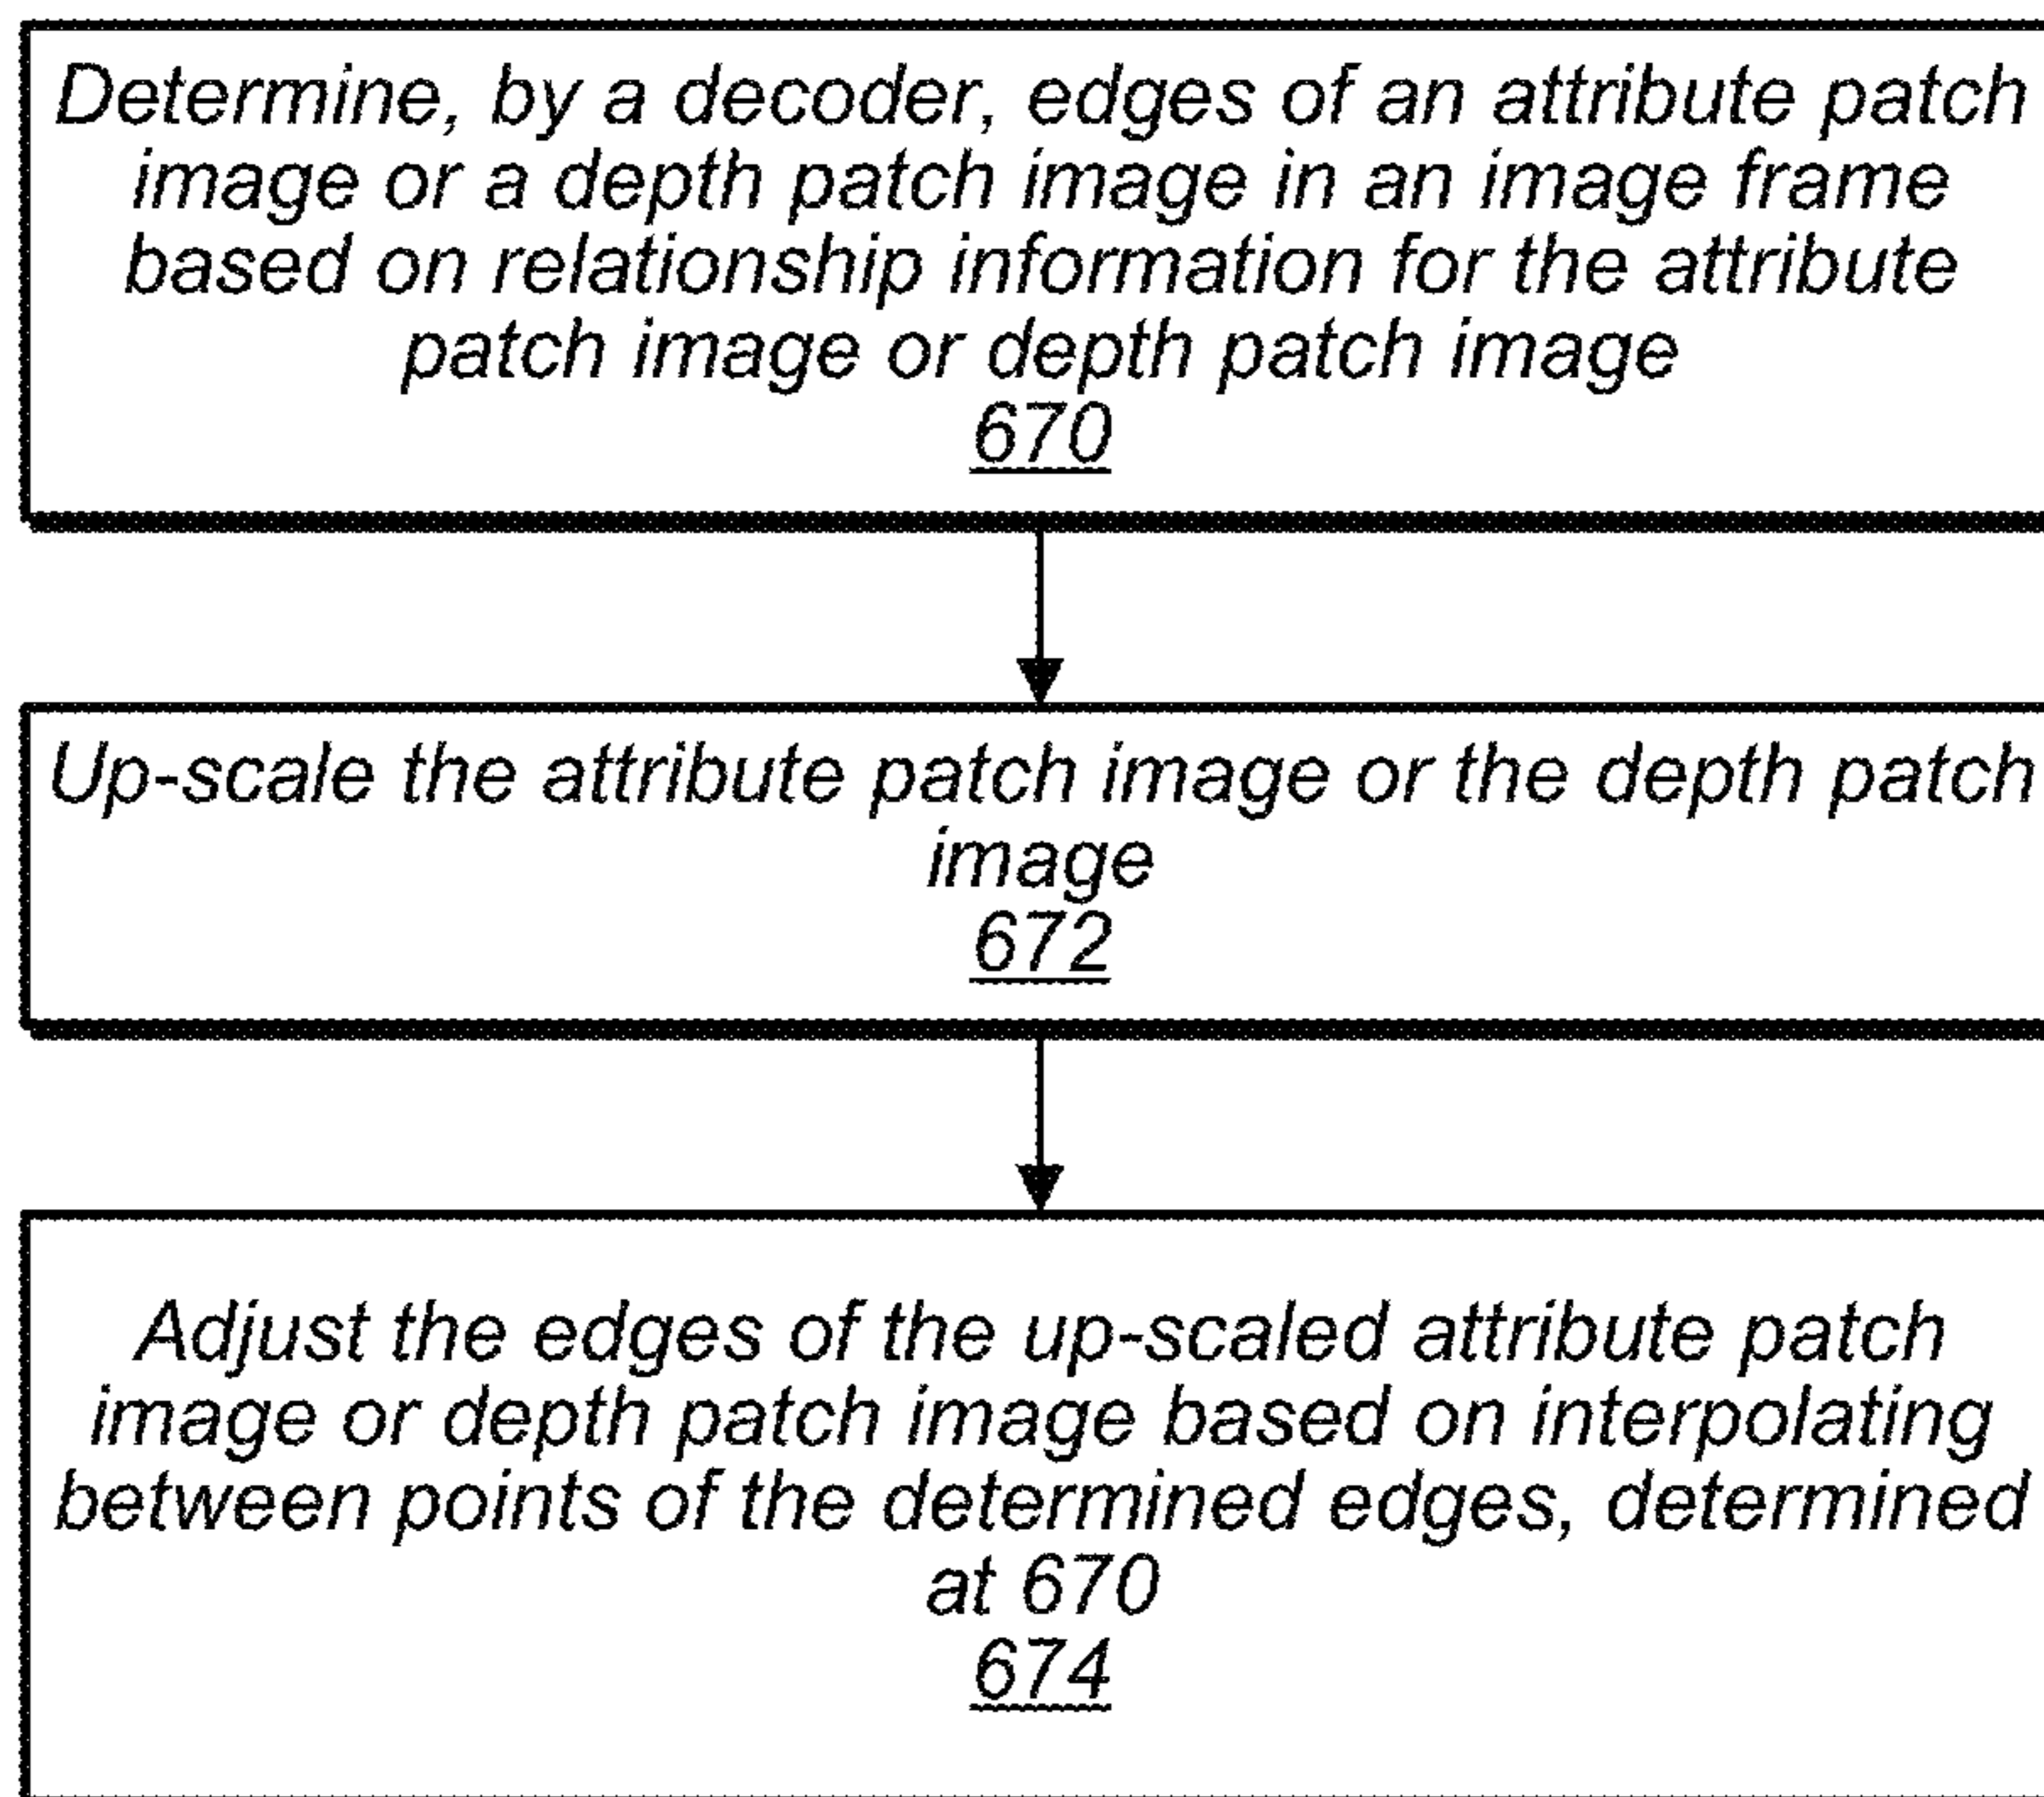 Determine, by a decoder, edges of an attribute patch
image or a depth patch image in an image frame
based on relationship information for the attribute
patch image or depth patch image
670
Up-scale the attribute patch image or the depth patch
image
672
Adjust the edges of the up-scaled attribute patch
image or depth patch image based on interpolating
between points of the determined edges, determined
at 670
674